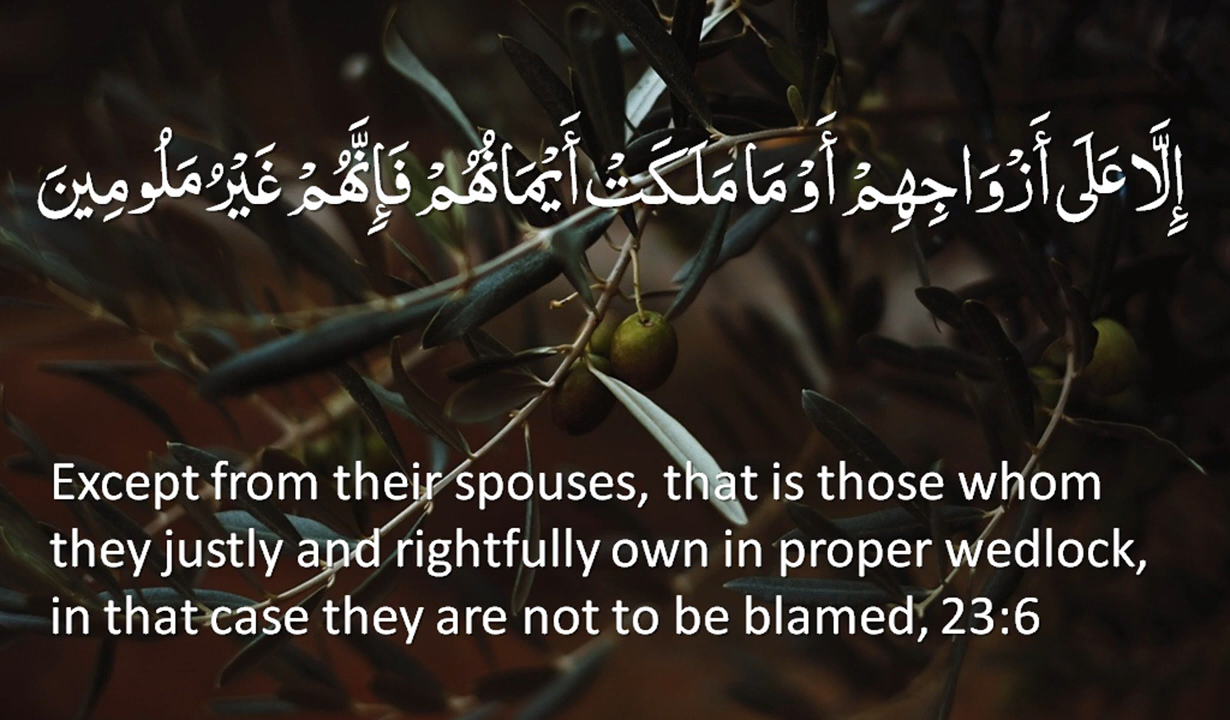 إِلَّا عَلَى أَزْوَاجِهِمْ أَوْ مَا مَلَكَتْ أَيْمَانُهُمْ فَإِنَّهُمْ غَيْرُ مَلُومِينَ
Except from their spouses, that is those whom
they justly and rightfully own in proper wedlock,
in that case they are not to be blamed, 23:6